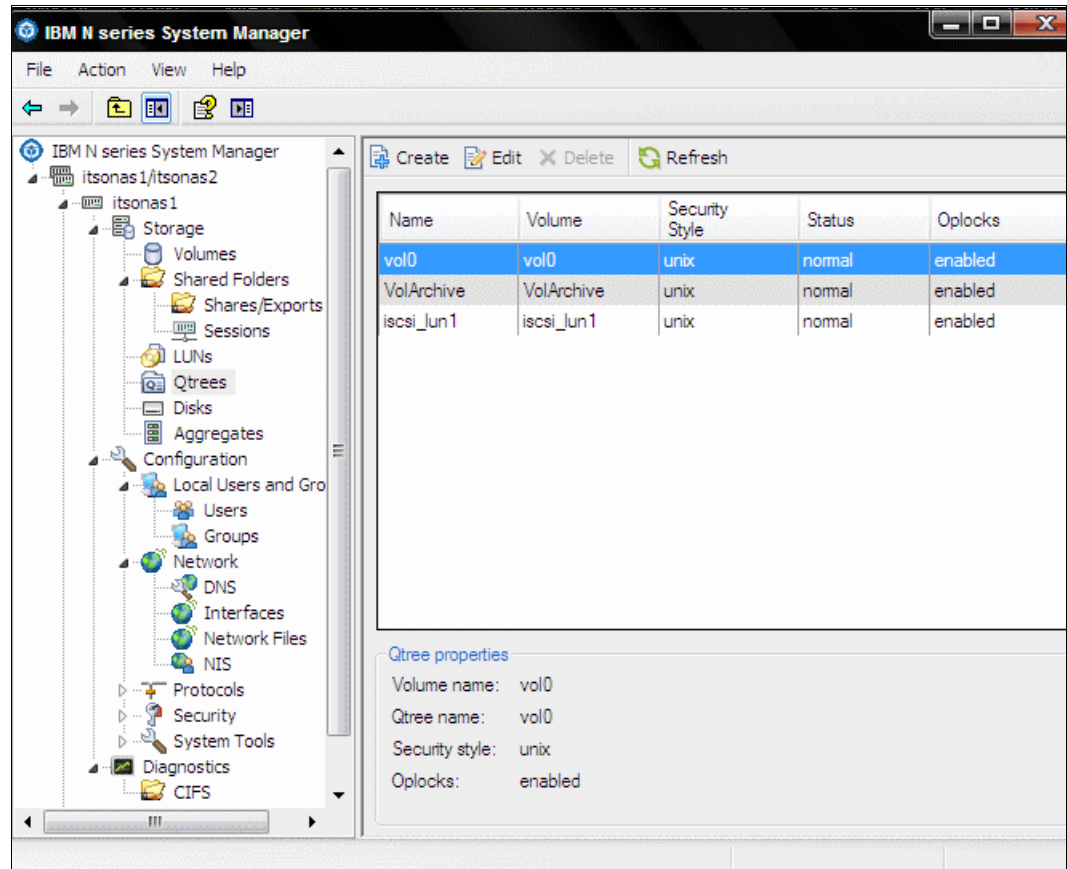 IBM N series System Manager
File Action View Help
IBM N series System Manager
itsonas1/itsonas2
itsonas1
Storage
Volumes
Shared Folders
Shares/Exports
Sessions
LUNs
Qtrees
Disks
Aggregates
Configuration
Local Users and Gro
Users
Groups
Network
DNS
Interfaces
Network Files
NIS
Protocols
Security
System Tools
Diagnostics
CIFS
Create Edit Delete Refresh
Name Volume Security Style Status Oplocks
vol0 vol0 unix normal enabled
VolArchive VolArchive unix normal enabled
iscsi_lun1 iscsi_lun1 unix normal enabled
Qtree properties
Volume name: vol0
Qtree name: vol0
Security style: unix
Oplocks: enabled